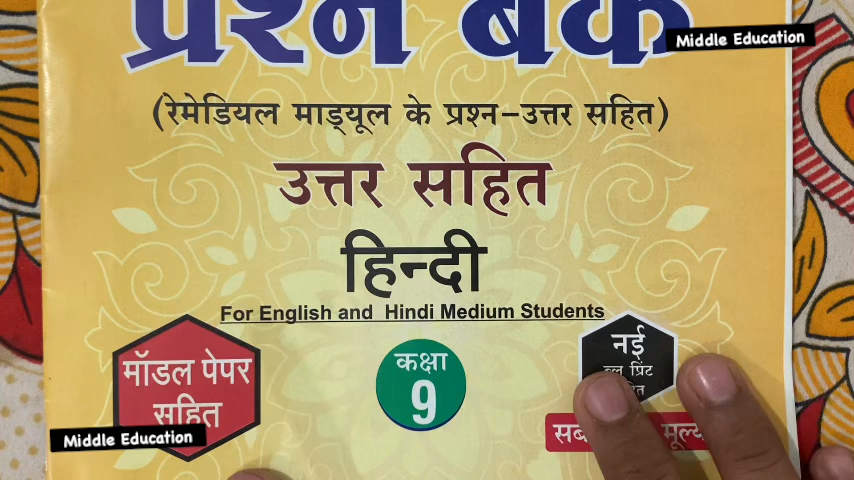 प्रश्न बैंक
Middle Education
(रेमेडियल माड्यूल के प्रश्न-उत्तर सहित)
उत्तर सहित
हिन्दी
For English and Hindi Medium Students
मॉडल पेपर
सहित
कक्षा
9
नई
प्रिंट
Middle Education